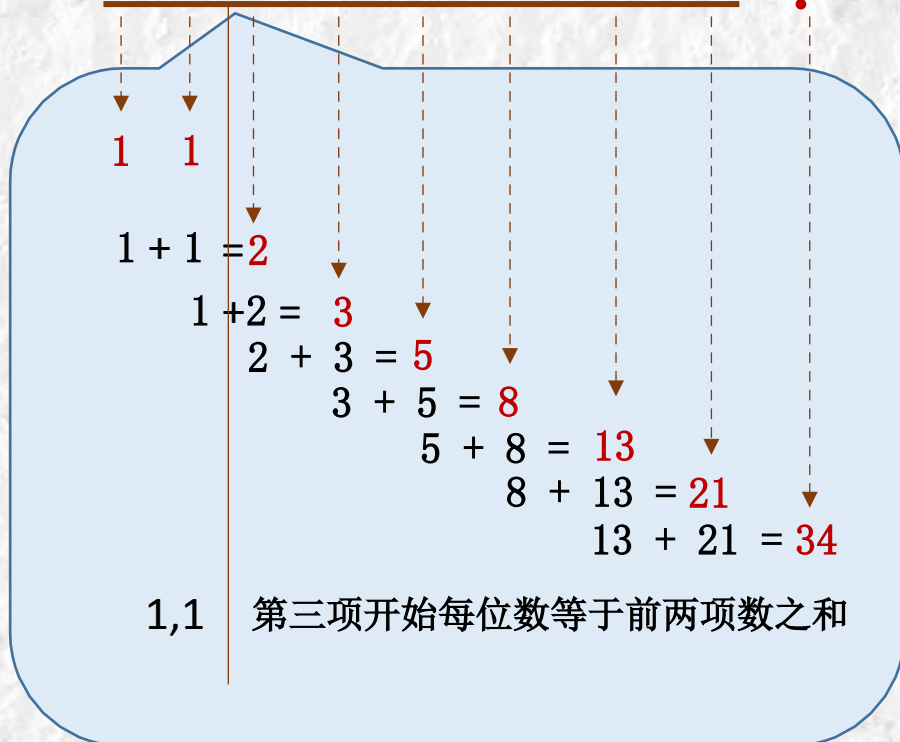 1 1
1 + 1 =2
1 +2 = 3
2 + 3 = 5
3 + 5 = 8
5 + 8 = 13
8 + 13 = 21
13 + 21 = 34
1,1 第三项开始每位数等于前两项数之和